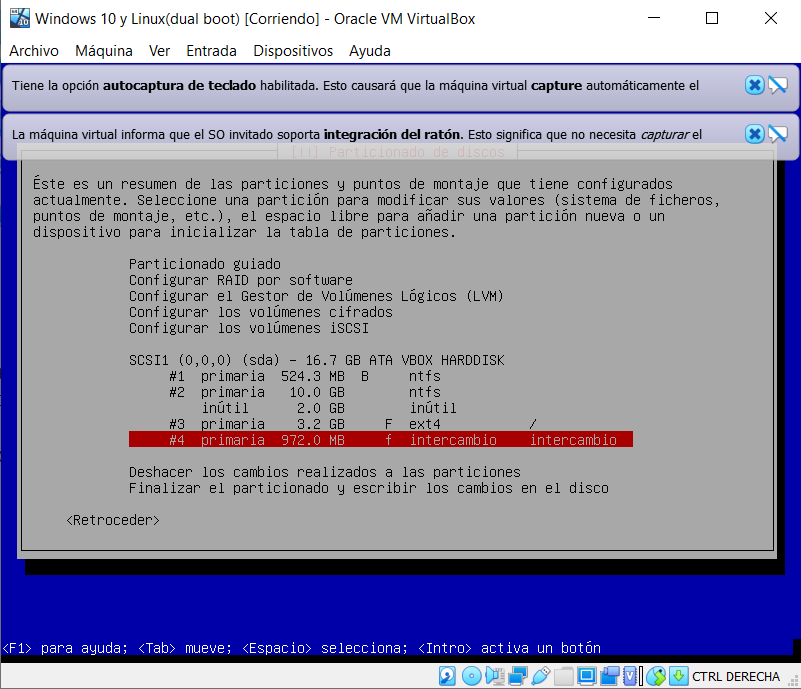 Windows 10 y Linux(dual boot) [Corriendo] - Oracle VM VirtualBox
Archivo Máquina Ver Entrada Dispositivos Ayuda
Tiene la opción autocaptura de teclado habilitada. Esto causará que la máquina virtual capture automáticamente el
La máquina virtual informa que el SO invitado soporta integración del ratón. Esto significa que no necesita capturar el
[!!] Particionado de discos
Éste es un resumen de las particiones y puntos de montaje que tiene configurados
actualmente. Seleccione una partición para modificar sus valores (sistema de ficheros,
puntos de montaje, etc.), el espacio libre para añadir una partición nueva o un
dispositivo para inicializar la tabla de particiones.
Particionado guiado
Configurar RAID por software
Configurar el Gestor de Volúmenes Lógicos (LVM)
Configurar los volúmenes cifrados
Configurar los volúmenes iSCSI
SCSI1 (0,0,0) (sda) - 16.7 GB ATA VBOX HARDDISK
#1 primaria 524.3 MB B ntfs
#2 primaria 10.0 GB ntfs
inútil 2.0 GB inútil
#3 primaria 3.2 GB F ext4 /
#4 primaria 972.0 MB f intercambio intercambio
Deshacer los cambios realizados a las particiones
Finalizar el particionado y escribir los cambios en el disco
<Retroceder>
<F1> para ayuda; <Tab> mueve; <Espacio> selecciona; <Intro> activa un botón
CTRL DERECHA